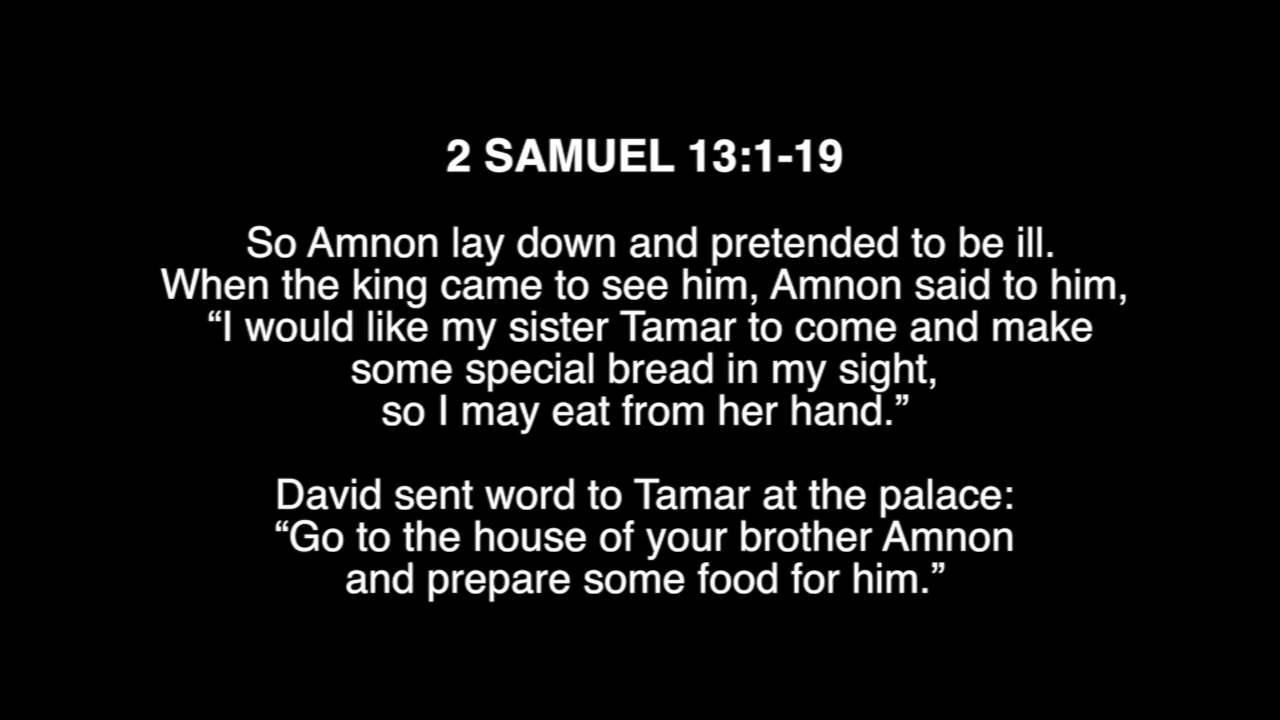 2 SAMUEL 13:1-19
So Amnon lay down and pretended to be ill.
When the king came to see him, Amnon said to him,
“I would like my sister Tamar to come and make
some special bread in my sight,
so I may eat from her hand.”
David sent word to Tamar at the palace:
“Go to the house of your brother Amnon
and prepare some food for him.”